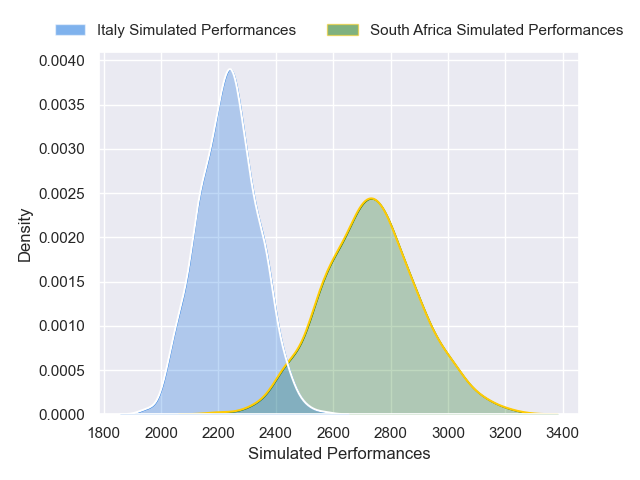 Italy Simulated Performances
South Africa Simulated Performances
0.0040
0.0035
0.0030
0.0025
0.0020
0.0015
0.0010
0.0005
0.0000
Density
1800 2000 2200 2400 2600 2800 3000 3200 3400
Simulated Performances